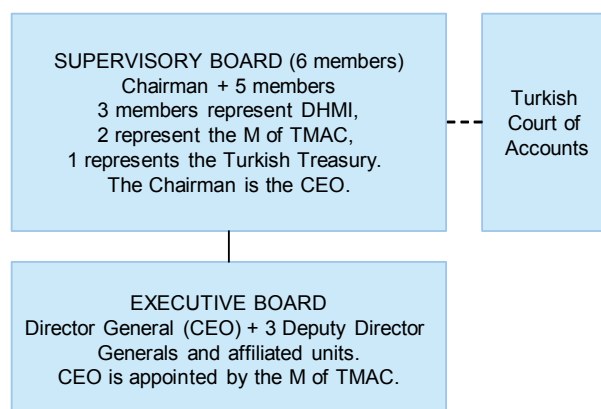 SUPERVISORY BOARD (6 members)
Chairman + 5 members
3 members represent DHMI,
2 represent the M of TMAC,
1 represents the Turkish Treasury.
The Chairman is the CEO.
Turkish
Court of
Accounts
EXECUTIVE BOARD
Director General (CEO) + 3 Deputy Director
Generals and affiliated units.
CEO is appointed by the M of TMAC.